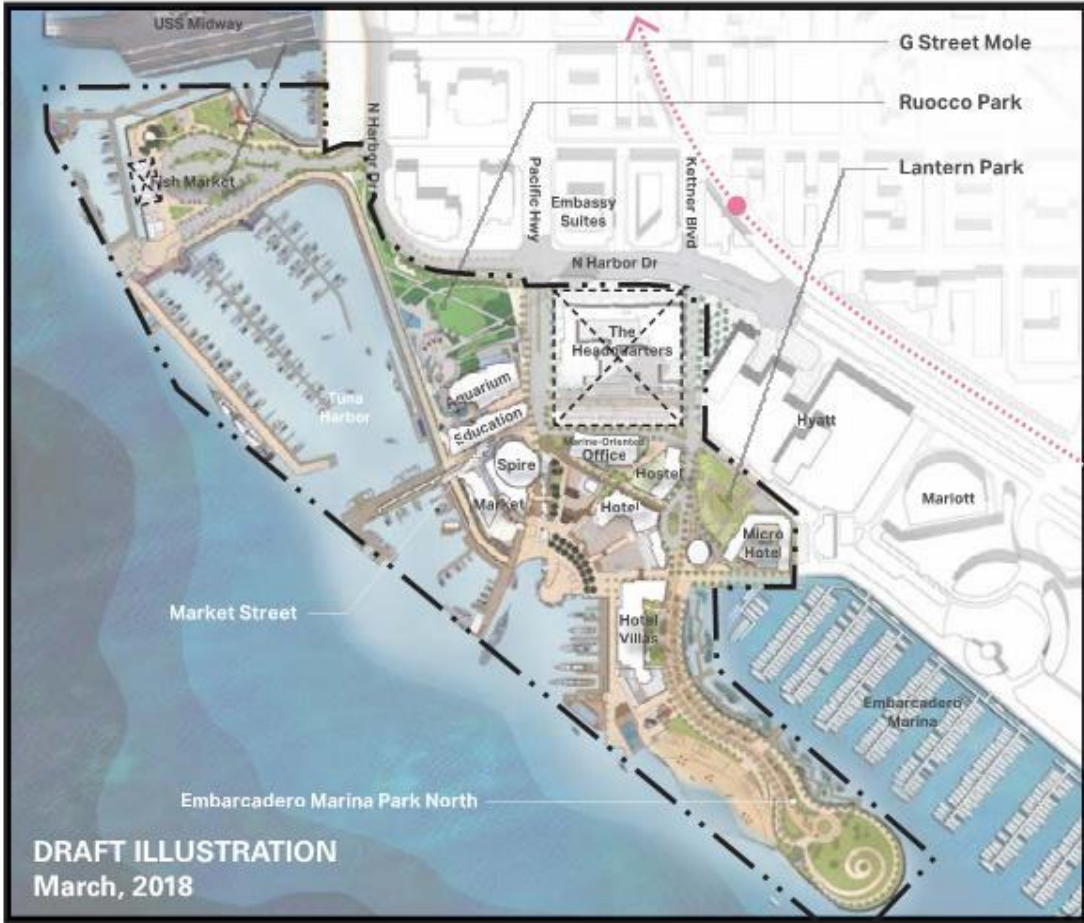 USS Midway
G Street Mole
Ruocco Park
Lantern Park
N Harbor Dr
Pacific Hwy
Kettner Blvd
Fish Market
Embassy
Suites
N Harbor Dr
The
Headquarters
Aquarium
Education
Tuna
Harbor
Hyatt
Marine-Oriented
Office
Spire
Hostel
Market
Hotel
Mariott
Micro
Hotel
Market Street
Hotel
Villas
Embarcadero
Marina
Embarcadero Marina Park North
DRAFT ILLUSTRATION
March, 2018